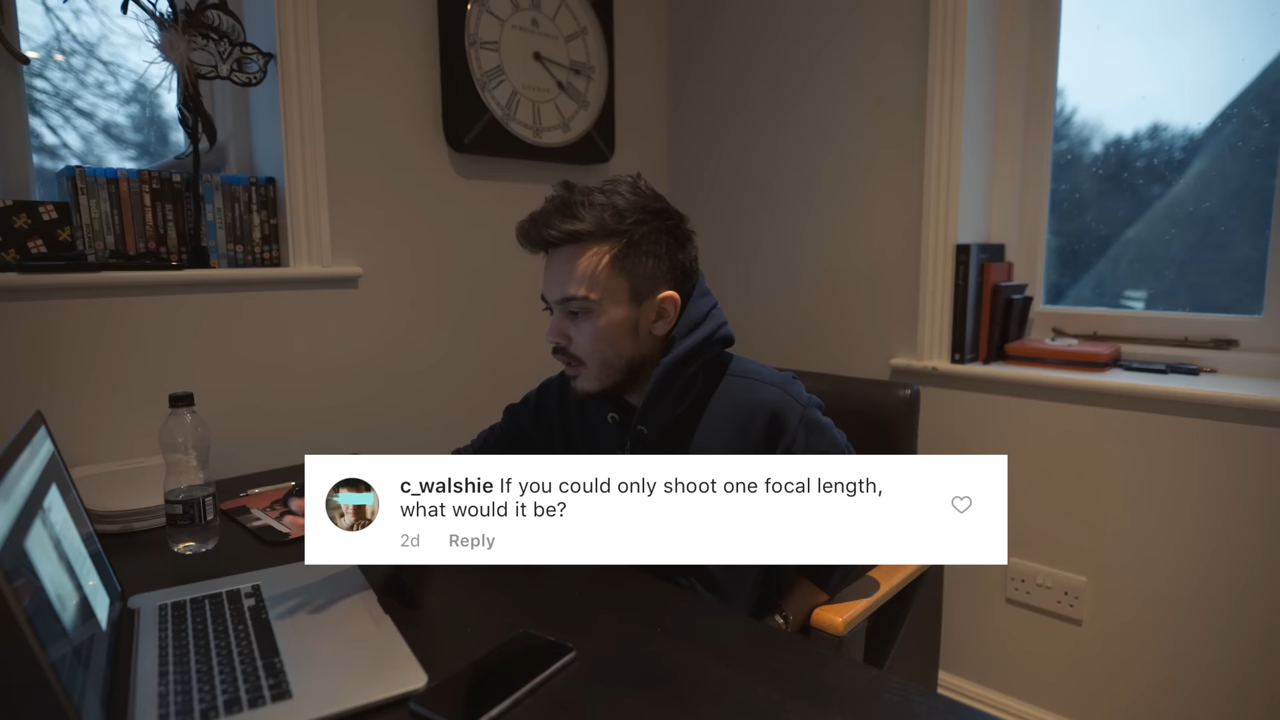 c_walshie If you could only shoot one focal length,
what would it be?
2d Reply